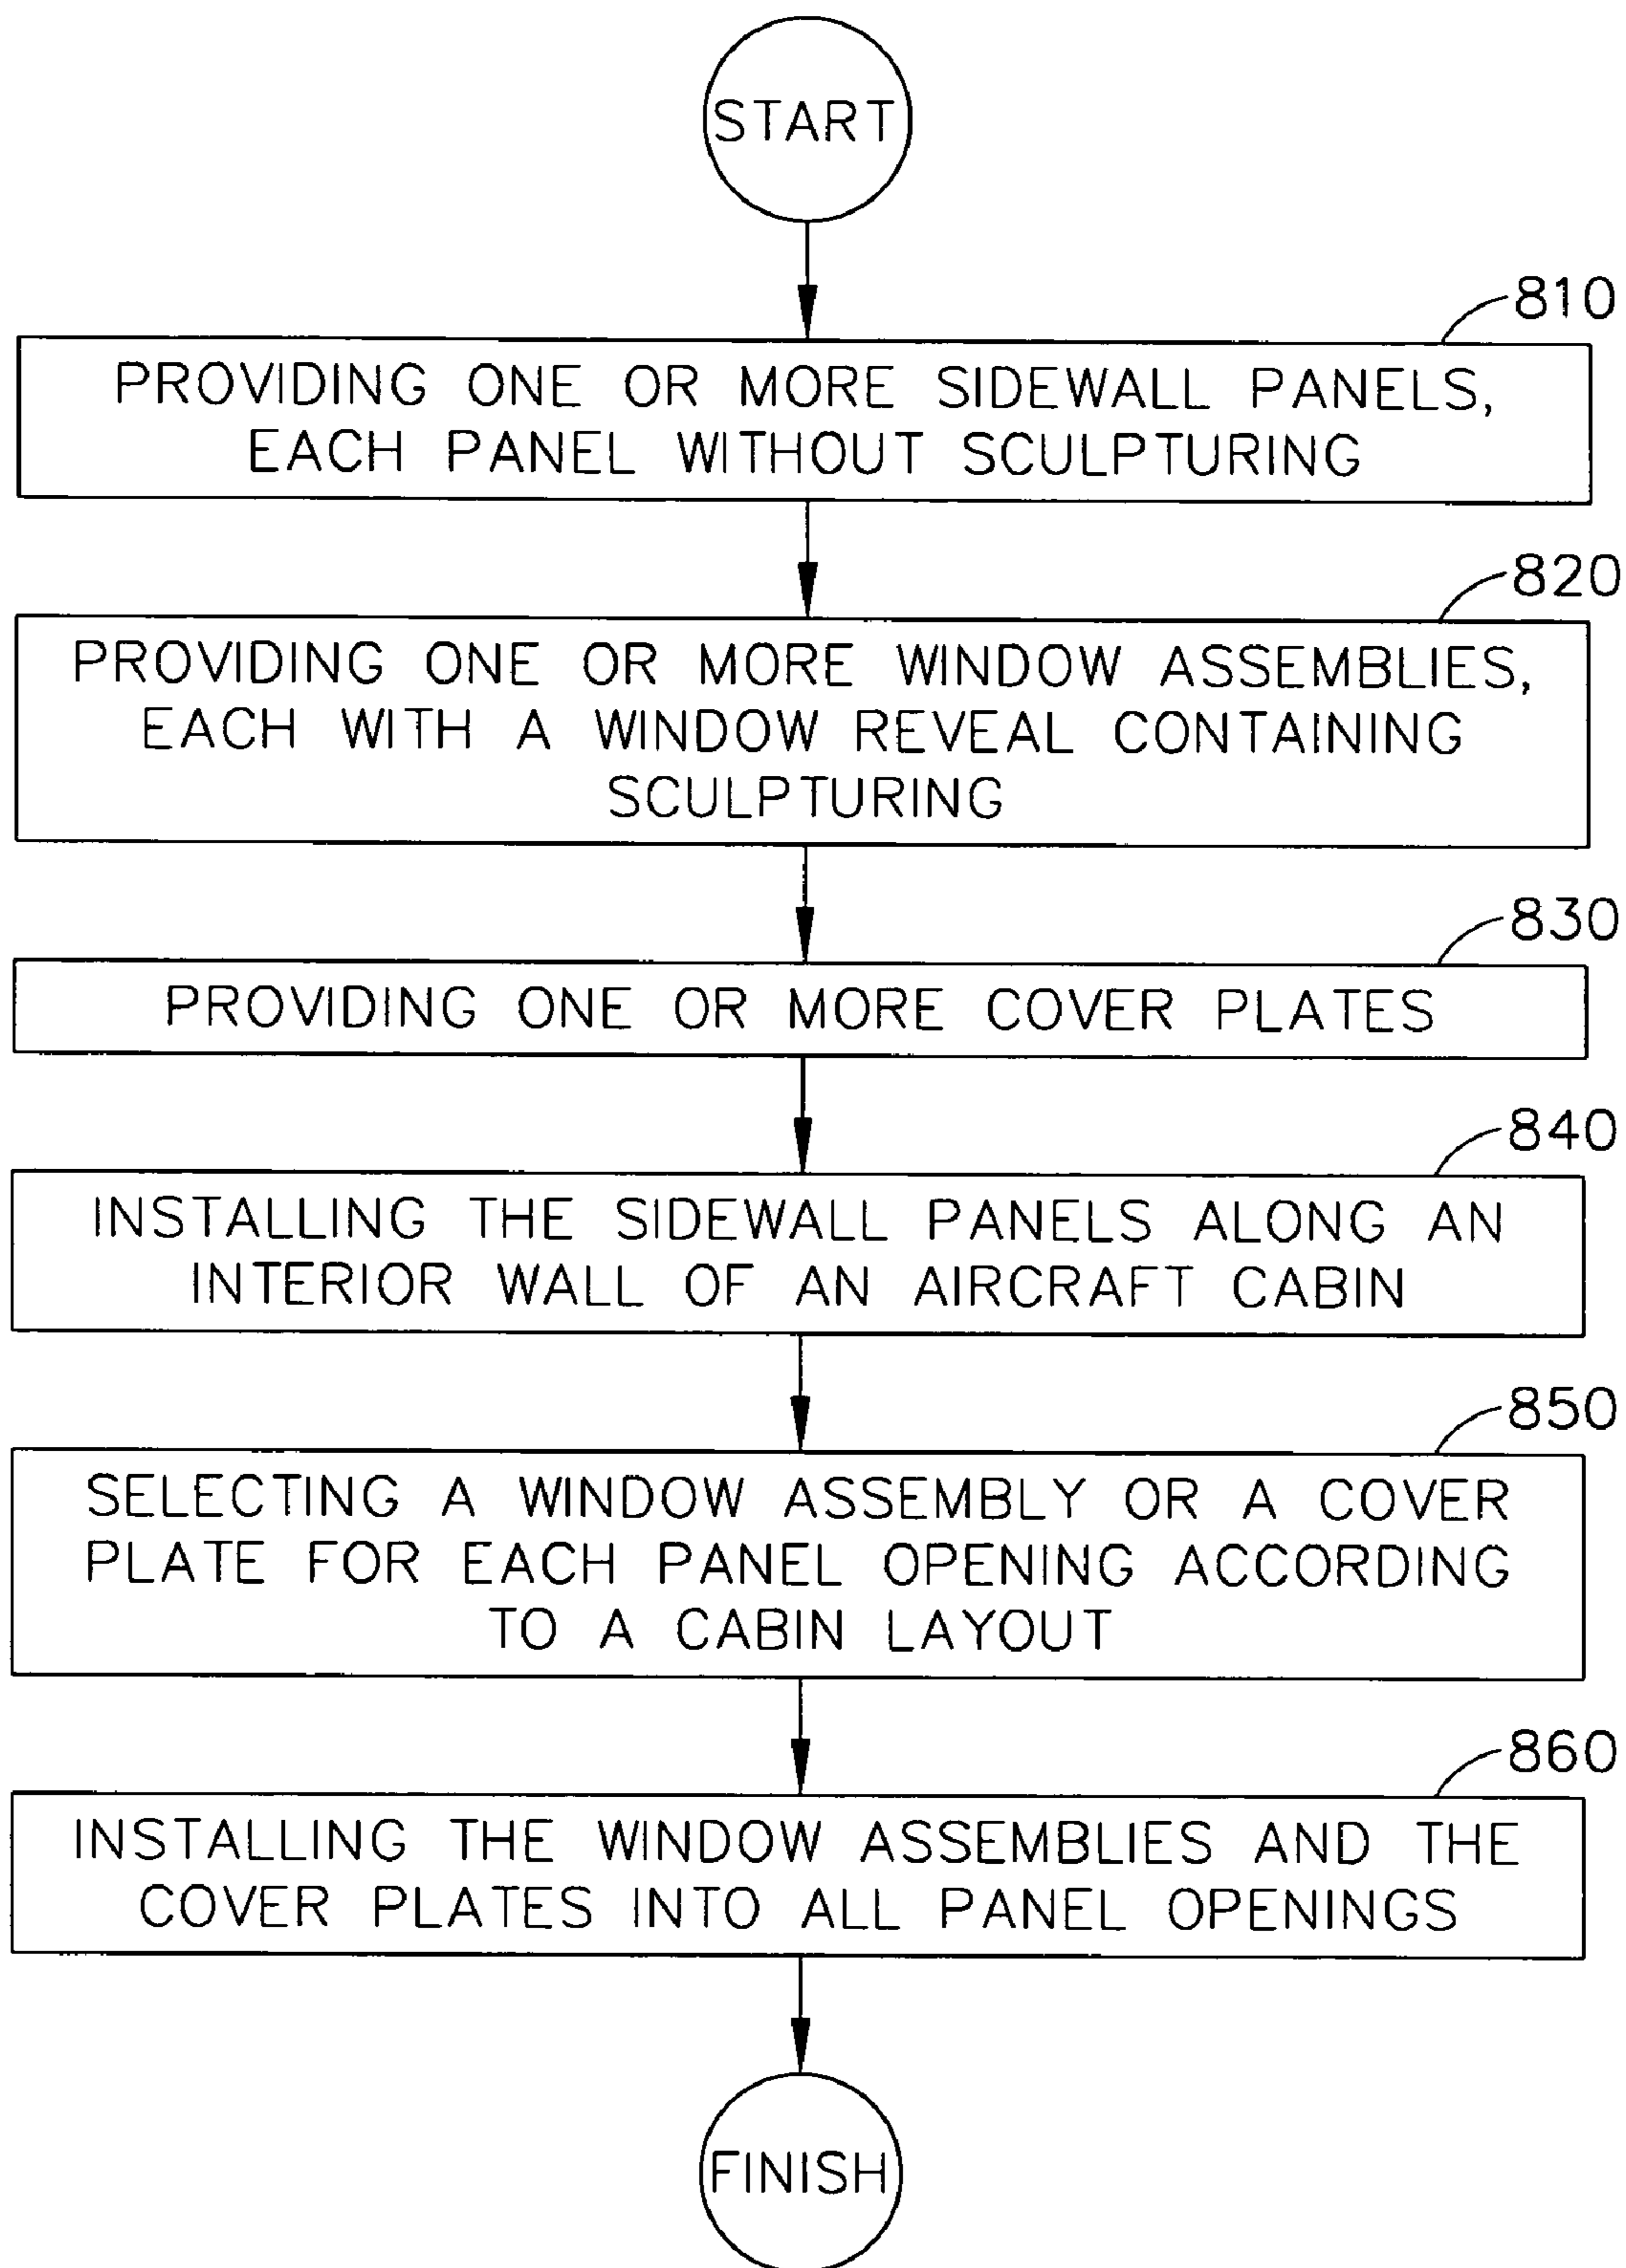 START
810
PROVIDING ONE OR MORE SIDEWALL PANELS,
EACH PANEL WITHOUT SCULPTURING
820
PROVIDING ONE OR MORE WINDOW ASSEMBLIES,
EACH WITH A WINDOW REVEAL CONTAINING
SCULPTURING
830
PROVIDING ONE OR MORE COVER PLATES
840
INSTALLING THE SIDEWALL PANELS ALONG AN
INTERIOR WALL OF AN AIRCRAFT CABIN
850
SELECTING A WINDOW ASSEMBLY OR A COVER
PLATE FOR EACH PANEL OPENING ACCORDING
TO A CABIN LAYOUT
860
INSTALLING THE WINDOW ASSEMBLIES AND THE
COVER PLATES INTO ALL PANEL OPENINGS
FINISH